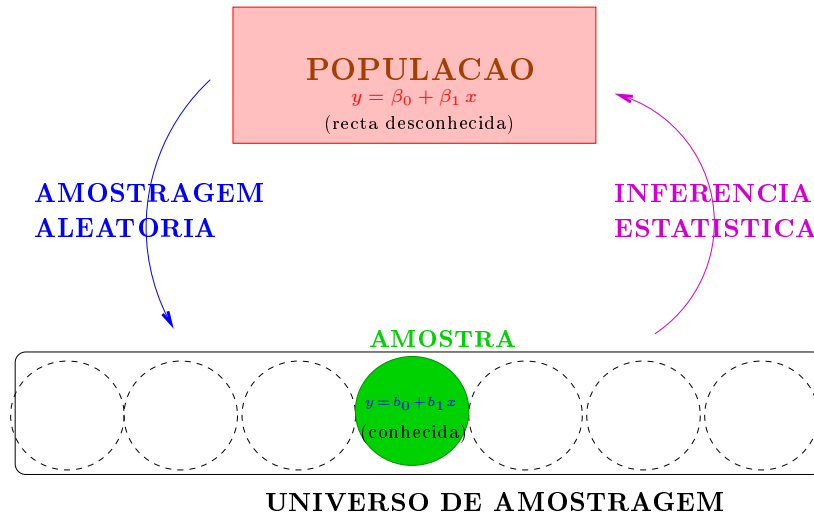 POPULACAO
y = β₀ + β₁ x
(recta desconhecida)
AMOSTRAGEM
ALEATORIA
INFERENCIA
ESTATISTICA
AMOSTRA
y = b₀ + b₁ x
(conhecida)
UNIVERSO DE AMOSTRAGEM